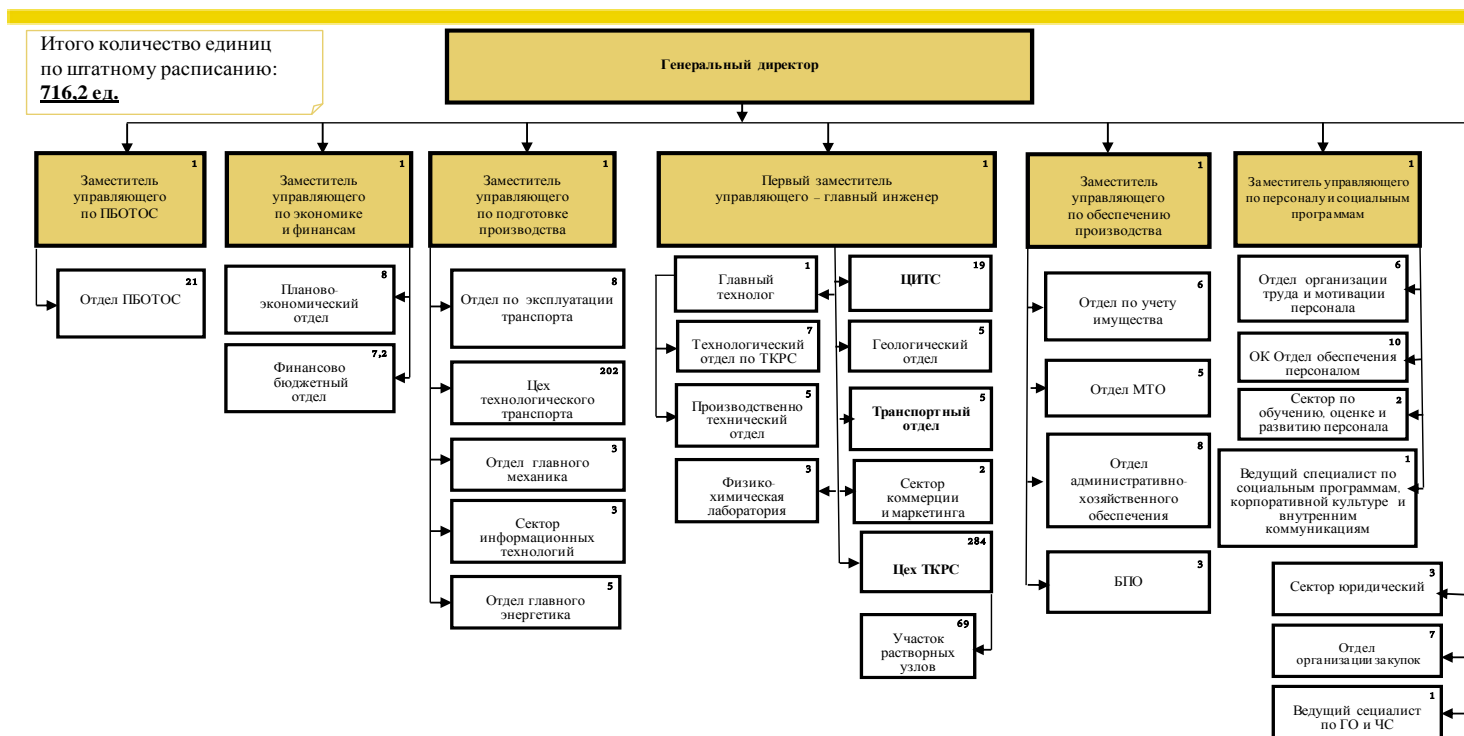 Итого количество единиц
по штатному расписанию:
716,2 ед.
Генеральный директор
1
Заместитель
управляющего
по ПБОТОС
21
Отдел ПБОТОС
1
Заместитель
управляющего
по экономике
и финансам
8
Планово-
экономический
отдел
7,2
Финансово
бюджетный
отдел
1
Заместитель
управляющего
по подготовке
производства
8
Отдел по эксплуатации
транспорта
202
Цех
технологического
транспорта
3
Отдел главного
механика
3
Сектор
информационных
технологий
5
Отдел главного
энергетика
1
Первый заместитель
управляющего – главный инженер
1
Главный
технолог
7
Технологический
отдел по ТКРС
5
Производственно
технический
отдел
3
Физико-
химическая
лаборатория
19
ЦИТС
5
Геологический
отдел
5
Транспортный
отдел
2
Сектор
коммерции
и маркетинга
284
Цех ТКРС
69
Участок
растворных
узлов
1
Заместитель
управляющего
по обеспечению
производства
6
Отдел по учету
имущества
5
Отдел МТО
8
Отдел
административно-
хозяйственного
обеспечения
3
БПО
1
Заместитель управляющего
по персоналу и социальным
программам
6
Отдел организации
труда и мотивации
персонала
10
ОК Отдел обеспечения
персоналом
2
Сектор по
обучению, оценке и
развитию персонала
1
Ведущий специалист по
социальным программам,
корпоративной культуре и
внутренним
коммуникациям
3
Сектор юридический
7
Отдел
организации закупок
1
Ведущий сециалист
по ГО и ЧС